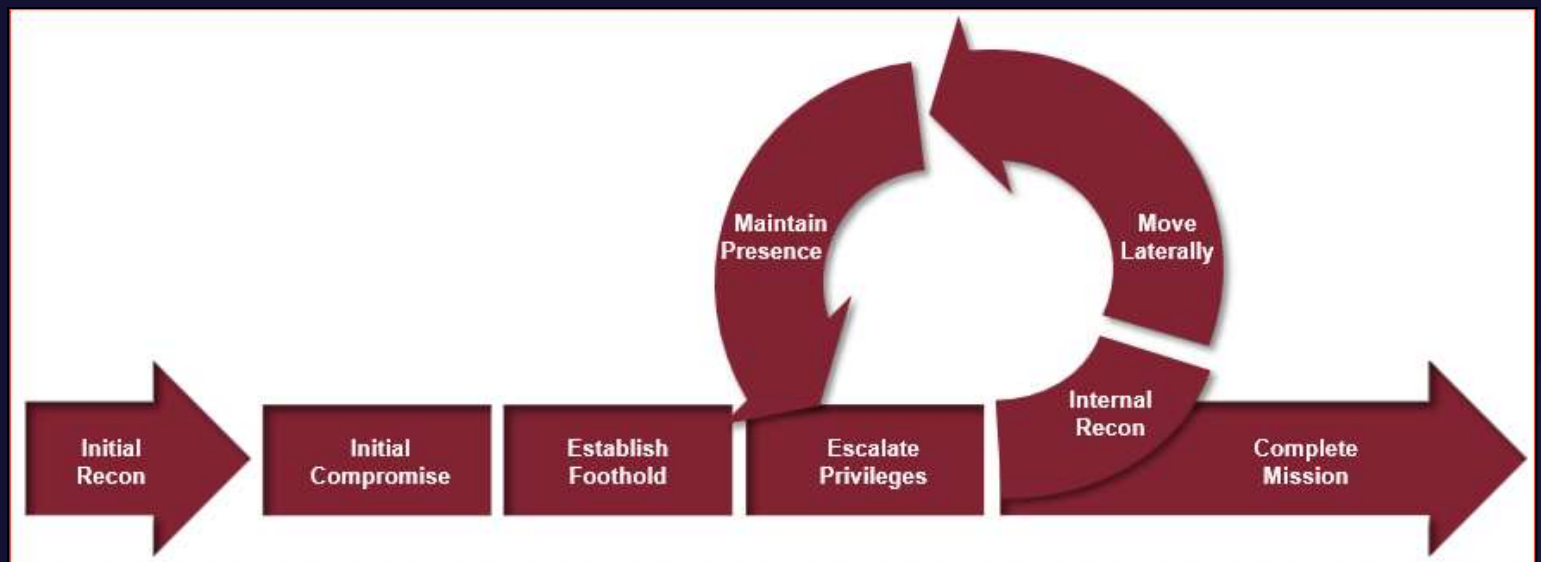 Initial
Recon
Initial
Compromise
Establish
Foothold
Escalate
Privileges
Internal
Recon
Move
Laterally
Maintain
Presence
Complete
Mission